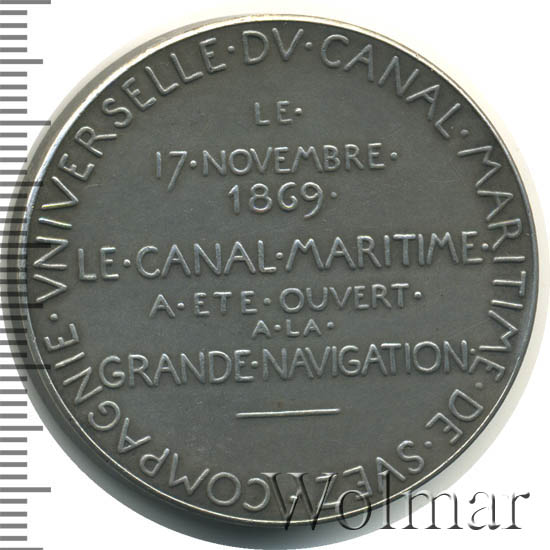 COMPAGNIE·VNIVERSELLE·DV·CANAL·MARITIME·DE·SVEZ·
LE·
17·NOVEMBRE·
1869·
LE·CANAL·MARITIME·
A·ETE·OUVERT·
A·LA·
GRANDE·NAVIGATION
Wolmar